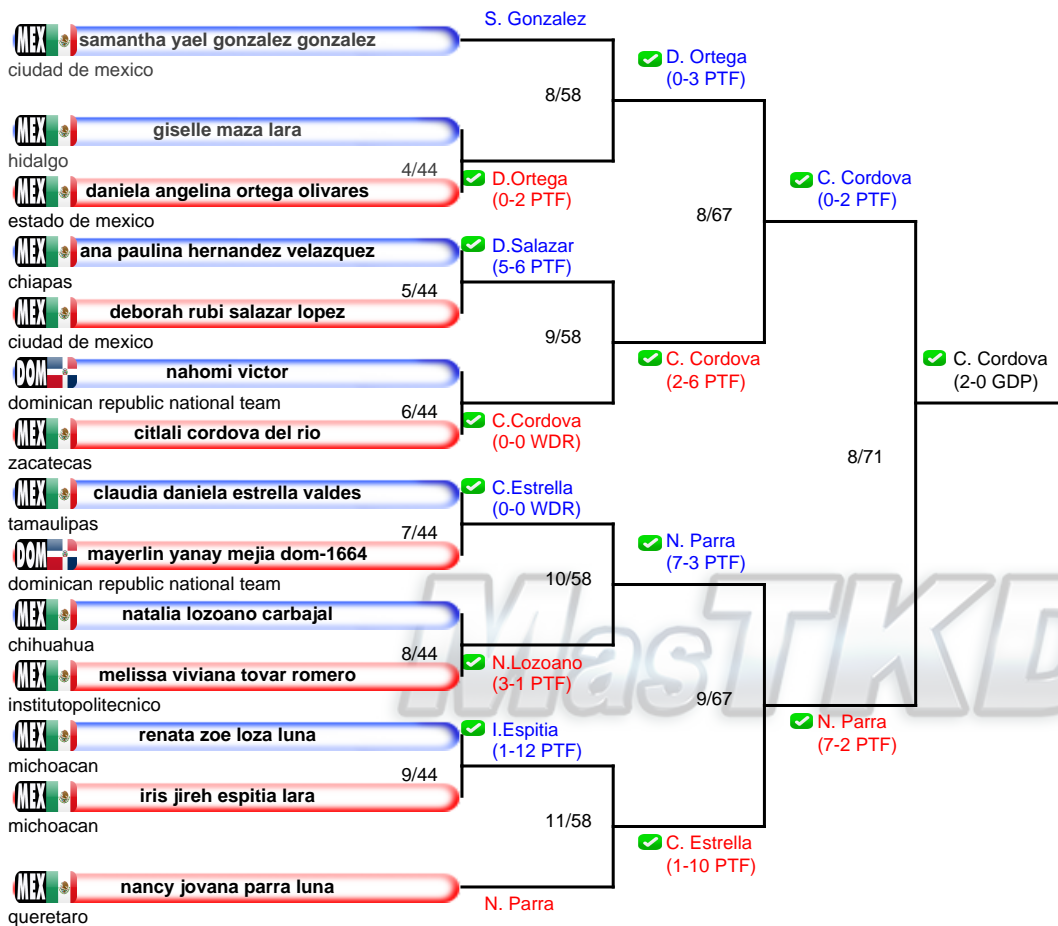 S. Gonzalez
MEX samantha yael gonzalez gonzalez
ciudad de mexico
D. Ortega
(0-3 PTF)
8/58
MEX giselle maza lara
hidalgo
4/44
MEX daniela angelina ortega olivares
estado de mexico
D.Ortega
(0-2 PTF)
C. Cordova
(0-2 PTF)
8/67
MEX ana paulina hernandez velazquez
chiapas
D.Salazar
(5-6 PTF)
5/44
MEX deborah rubi salazar lopez
ciudad de mexico
9/58
C. Cordova
(2-6 PTF)
C. Cordova
(2-0 GDP)
DOM nahomi victor
dominican republic national team
6/44
MEX citlali cordova del rio
zacatecas
C.Cordova
(0-0 WDR)
8/71
MEX claudia daniela estrella valdes
tamaulipas
C.Estrella
(0-0 WDR)
7/44
DOM mayerlin yanay mejia dom-1664
dominican republic national team
N. Parra
(7-3 PTF)
10/58
MEX natalia lozoano carbajal
chihuahua
8/44
MEX melissa viviana tovar romero
institutopolitecnico
N.Lozoano
(3-1 PTF)
MasTKD
9/67
N. Parra
(7-2 PTF)
MEX renata zoe loza luna
michoacan
I.Espitia
(1-12 PTF)
9/44
MEX iris jireh espitia lara
michoacan
11/58
C. Estrella
(1-10 PTF)
MEX nancy jovana parra luna
queretaro
N. Parra